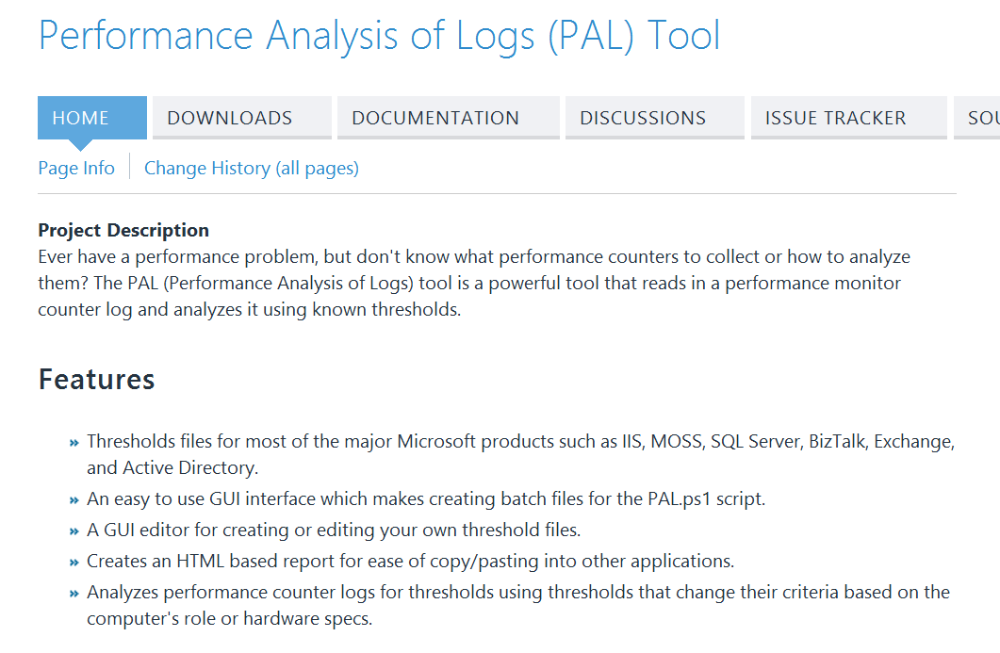 Performance Analysis of Logs (PAL) Tool
HOME DOWNLOADS DOCUMENTATION DISCUSSIONS ISSUE TRACKER
Page Info Change History (all pages)
Project Description
Ever have a performance problem, but don't know what performance counters to collect or how to analyze
them? The PAL (Performance Analysis of Logs) tool is a powerful tool that reads in a performance monitor
counter log and analyzes it using known thresholds.
Features
» Thresholds files for most of the major Microsoft products such as IIS, MOSS, SQL Server, BizTalk, Exchange,
and Active Directory.
» An easy to use GUI interface which makes creating batch files for the PAL.ps1 script.
» A GUI editor for creating or editing your own threshold files.
» Creates an HTML based report for ease of copy/pasting into other applications.
» Analyzes performance counter logs for thresholds using thresholds that change their criteria based on the
computer's role or hardware specs.